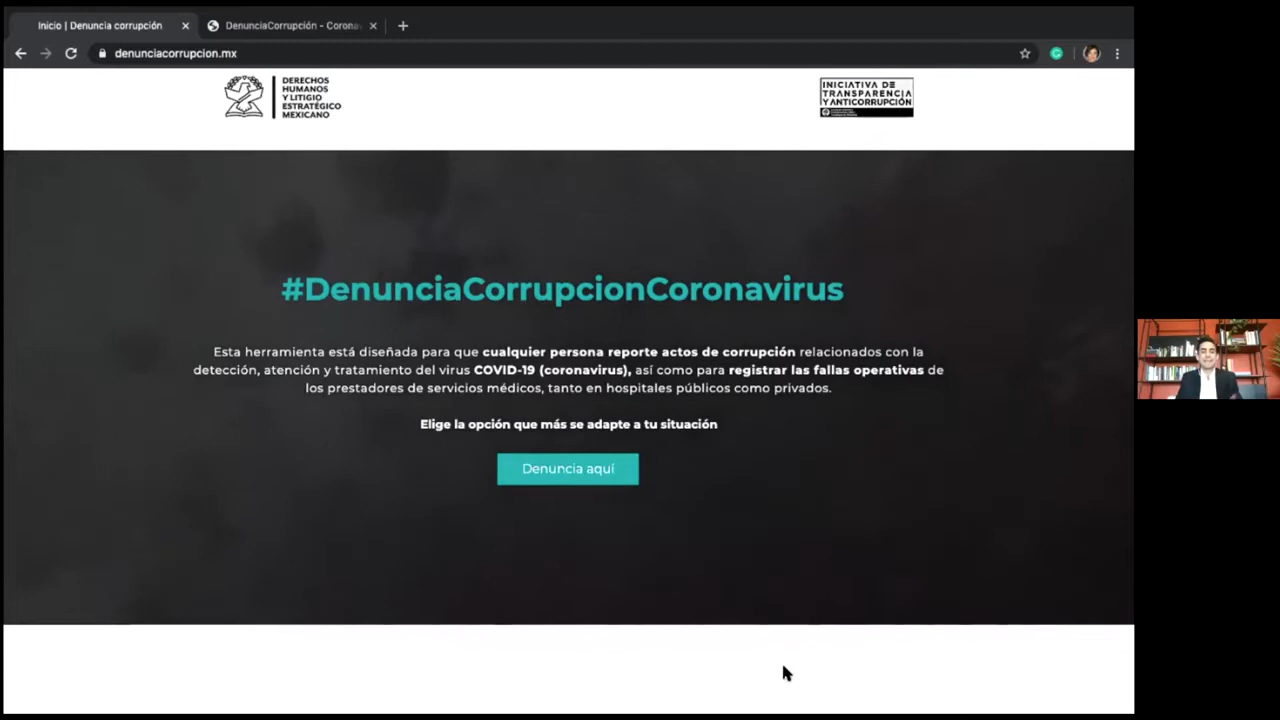 Inicio | Denuncia corrupción
DenunciaCorrupción - Corona
denunciacorrupcion.mx
DERECHOS
HUMANOS
Y LITIGIO
ESTRATÉGICO
MEXICANO
INICIATIVA DE
TRANSPARENCIA
Y ANTICORRUPCIÓN
#DenunciaCorrupcionCoronavirus
Esta herramienta está diseñada para que cualquier persona reporte actos de corrupción relacionados con la
detección, atención y tratamiento del virus COVID-19 (coronavirus), así como para registrar las fallas operativas de
los prestadores de servicios médicos, tanto en hospitales públicos como privados.
Elige la opción que más se adapte a tu situación
Denuncia aquí